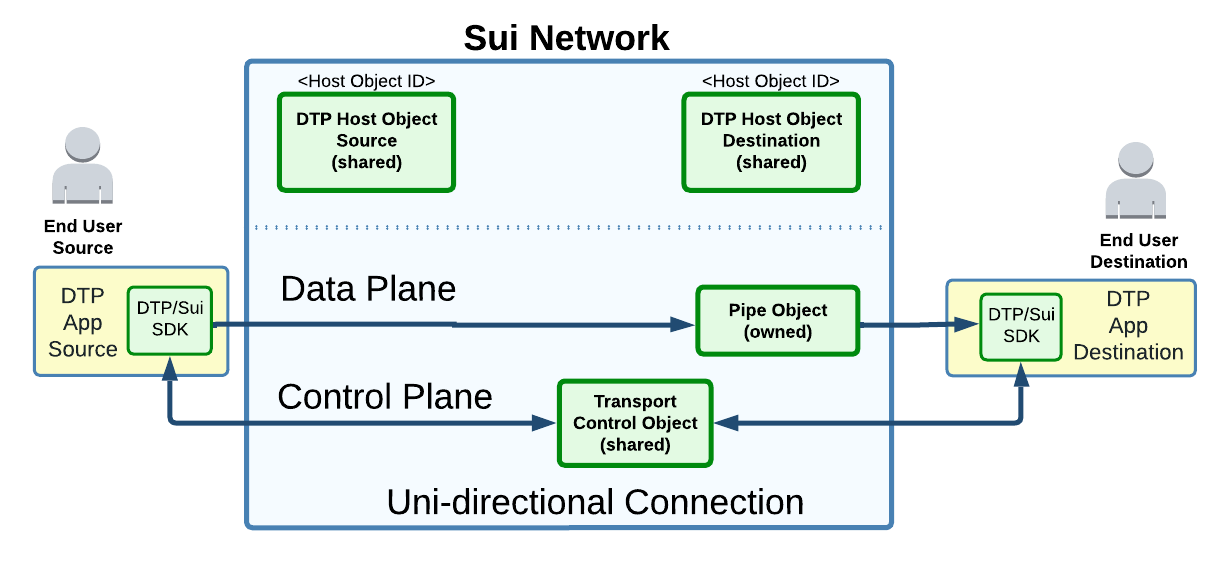 Sui Network
<Host Object ID>
<Host Object ID>
DTP Host Object
Source
(shared)
DTP Host Object
Destination
(shared)
End User
Source
End User
Destination
DTP
App
Source
DTP/Sui
SDK
Data Plane
Pipe Object
(owned)
DTP/Sui
SDK
DTP
App
Destination
Control Plane
Transport
Control Object
(shared)
Uni-directional Connection